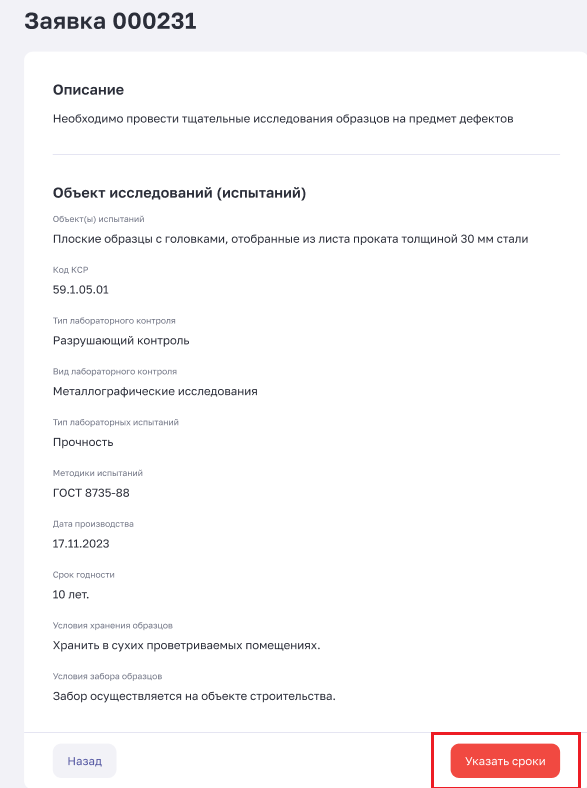 Заявка 000231
Описание
Необходимо провести тщательные исследования образцов на предмет дефектов
Объект исследований (испытаний)
Объект(ы) испытаний
Плоские образцы с головками, отобранные из листа проката толщиной 30 мм стали
Код КСР
59.1.05.01
Тип лабораторного контроля
Разрушающий контроль
Вид лабораторного контроля
Металлографические исследования
Тип лабораторных испытаний
Прочность
Методики испытаний
ГОСТ 8735-88
Дата производства
17.11.2023
Срок годности
10 лет.
Условия хранения образцов
Хранить в сухих проветриваемых помещениях.
Условия забора образцов
Забор осуществляется на объекте строительства.
Назад
Указать сроки